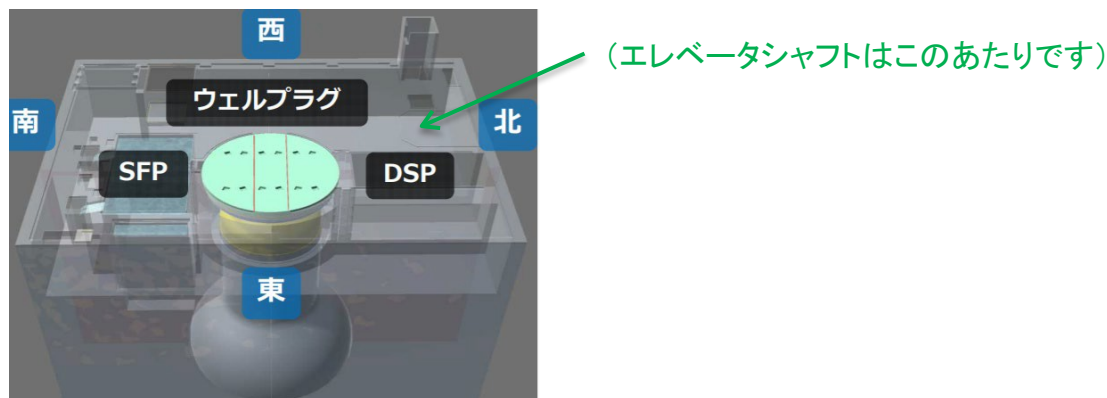 西
(エレベータシャフトはこのあたりです)
ウェルプラグ
南
北
SFP
DSP
東